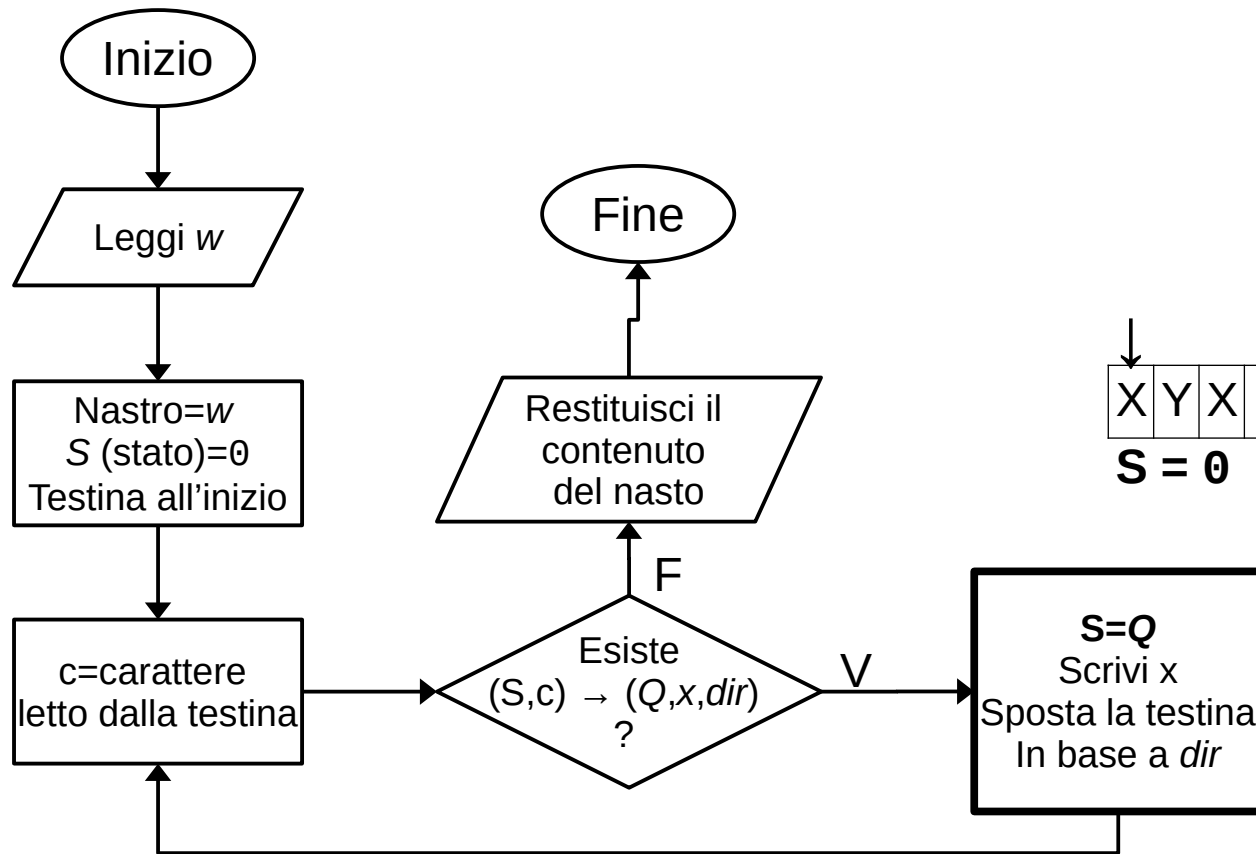 Inizio
Leggi w
Nastro=w
S (stato)=0
Testina all'inizio
c=carattere
letto dalla testina
Esiste
(S,c) → (Q,x,dir)
?
F
V
Restituisci il
contenuto
del nasto
Fine
X Y X
S = 0
S=Q
Scrivi x
Sposta la testina
In base a dir